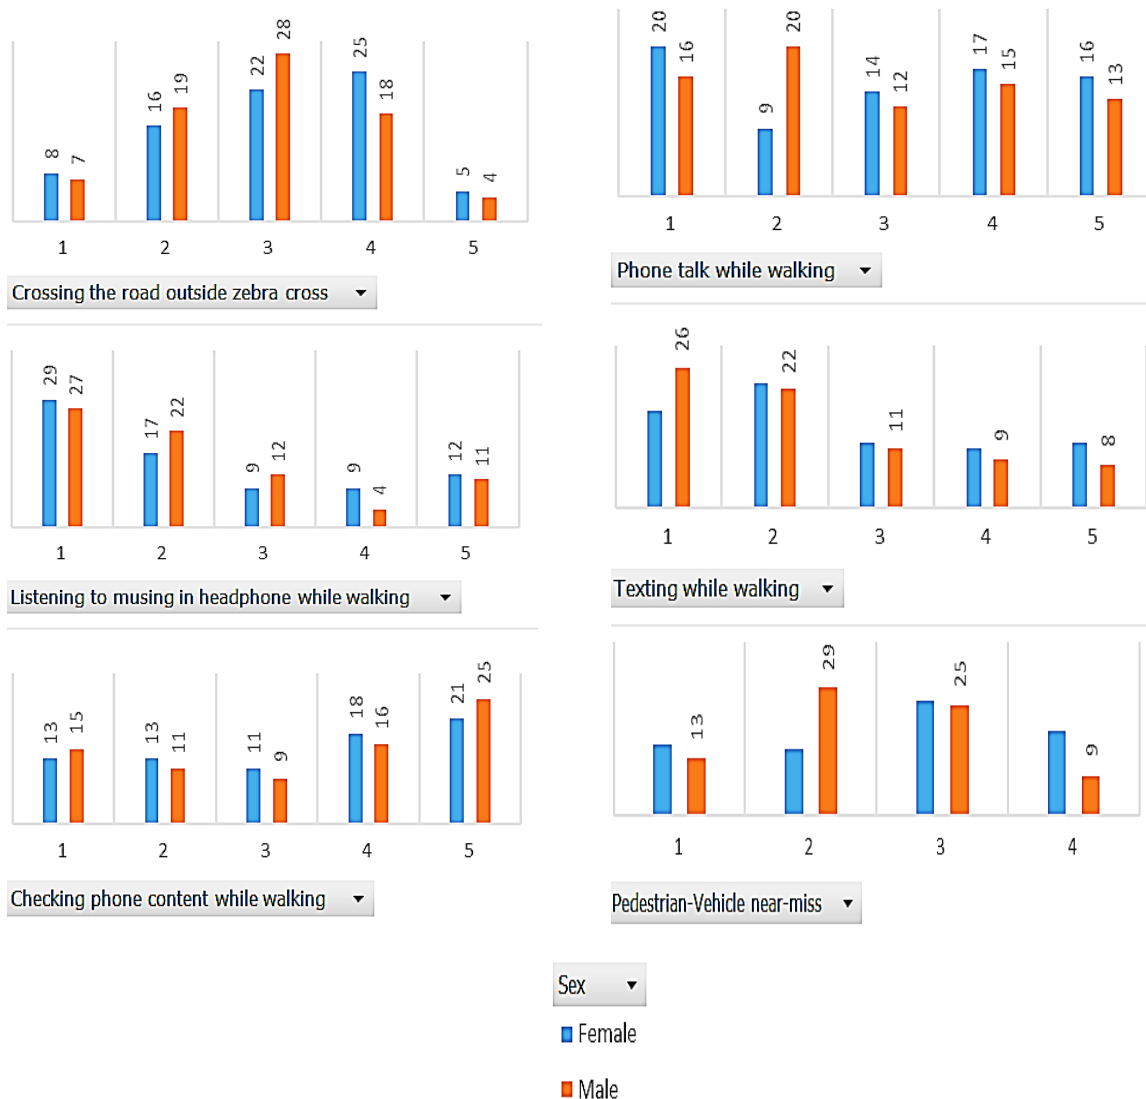 8 7 16 19 22 28 25 18 5 4
1 2 3 4 5
Crossing the road outside zebra cross
20 16 9 20 14 12 17 15 16 13
1 2 3 4 5
Phone talk while walking
29 27 17 22 9 12 9 4 12 11
1 2 3 4 5
Listening to musing in headphone while walking
26 22 11 9 8
1 2 3 4 5
Texting while walking
13 15 13 11 11 9 18 16 21 25
1 2 3 4 5
Checking phone content while walking
13 29 25 9
1 2 3 4
Pedestrian-Vehicle near-miss
Sex
Female
Male